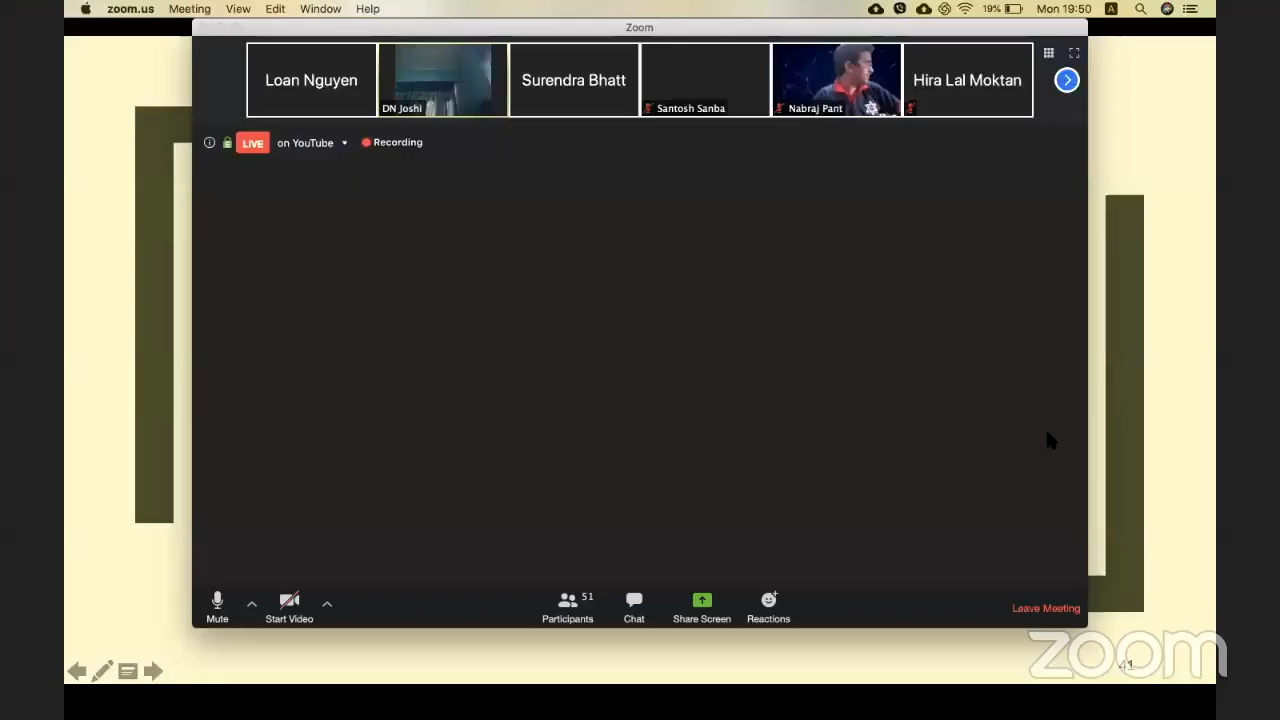 zoom.us Meeting View Edit Window Help 19% Mon 19:50 A
Zoom
Loan Nguyen
DN Joshi
Surendra Bhatt
Santosh Sanba
Nabraj Pant
Hira Lal Moktan
LIVE on YouTube Recording
Mute
Start Video
51
Participants
Chat
Share Screen
Reactions
Leave Meeting
zoom
41